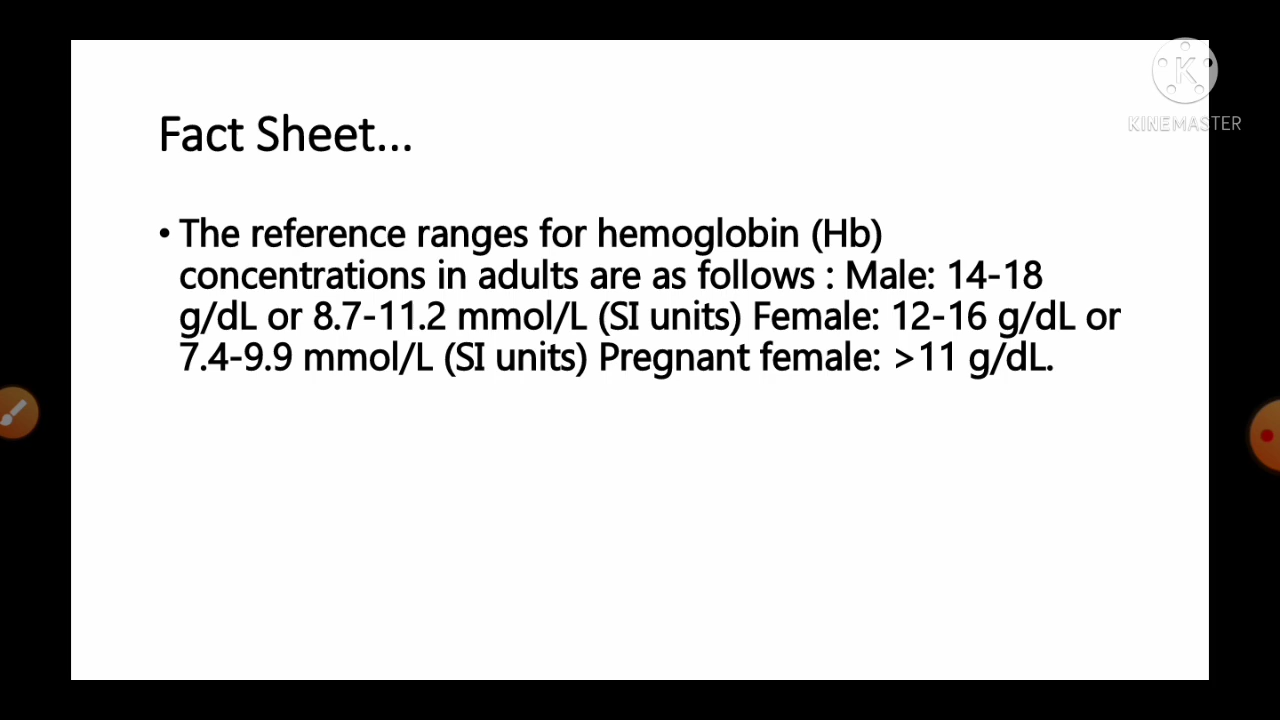 K
KINEMASTER
Fact Sheet...
• The reference ranges for hemoglobin (Hb)
concentrations in adults are as follows : Male: 14-18
g/dL or 8.7-11.2 mmol/L (SI units) Female: 12-16 g/dL or
7.4-9.9 mmol/L (SI units) Pregnant female: >11 g/dL.